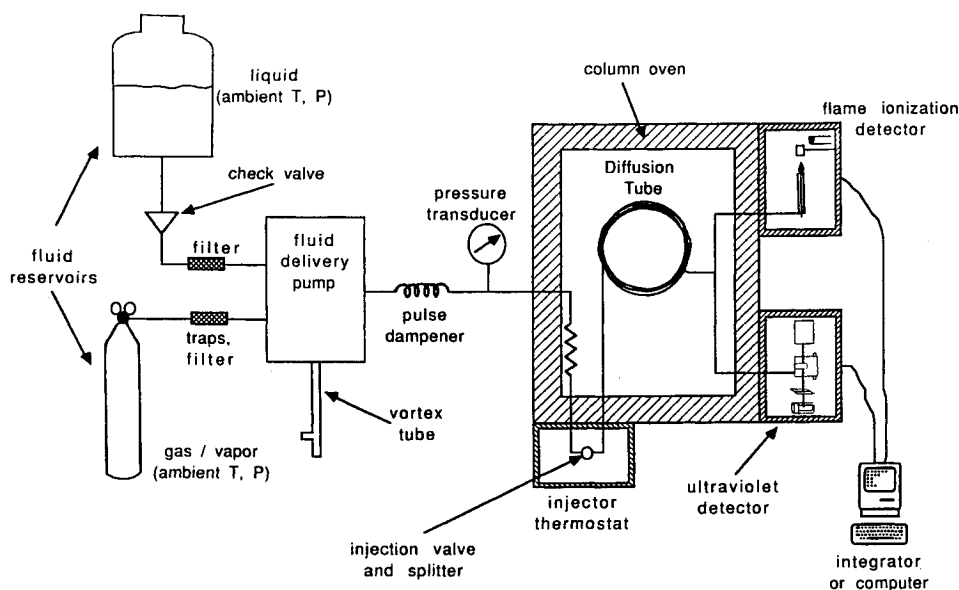 liquid
(ambient T, P)
column oven
flame ionization
detector
check valve
Diffusion
Tube
pressure
transducer
fluid
reservoirs
filter
fluid
delivery
pump
traps,
filter
pulse
dampener
vortex
tube
gas / vapor
(ambient T, P)
injector
thermostat
ultraviolet
detector
injection valve
and splitter
integrator
or computer